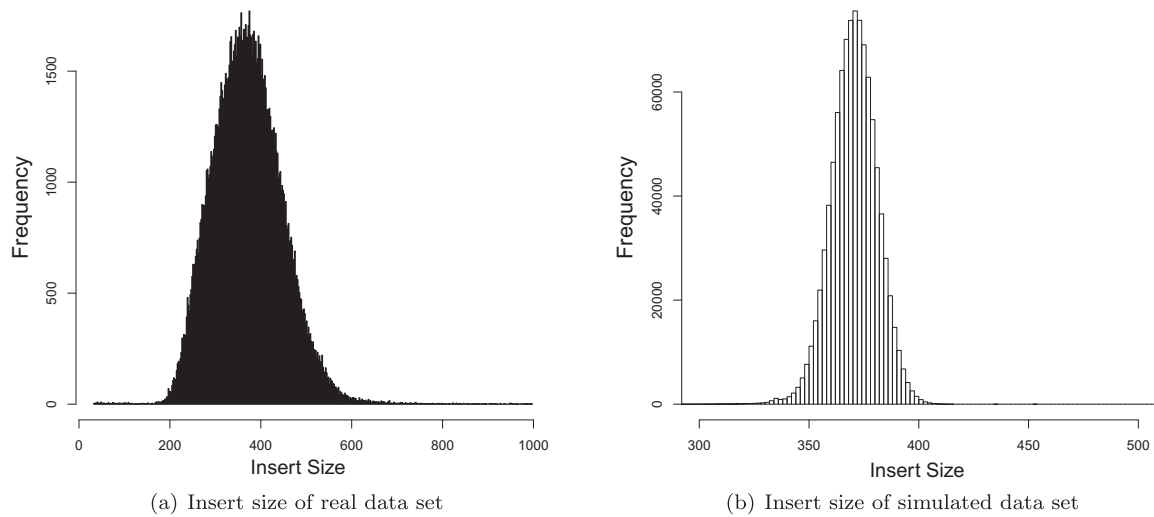 Frequency
1500
1000
500
0
0 200 400 600 800 1000
Insert Size
(a) Insert size of real data set
Frequency
60000
40000
20000
0
300 350 400 450 500
Insert Size
(b) Insert size of simulated data set